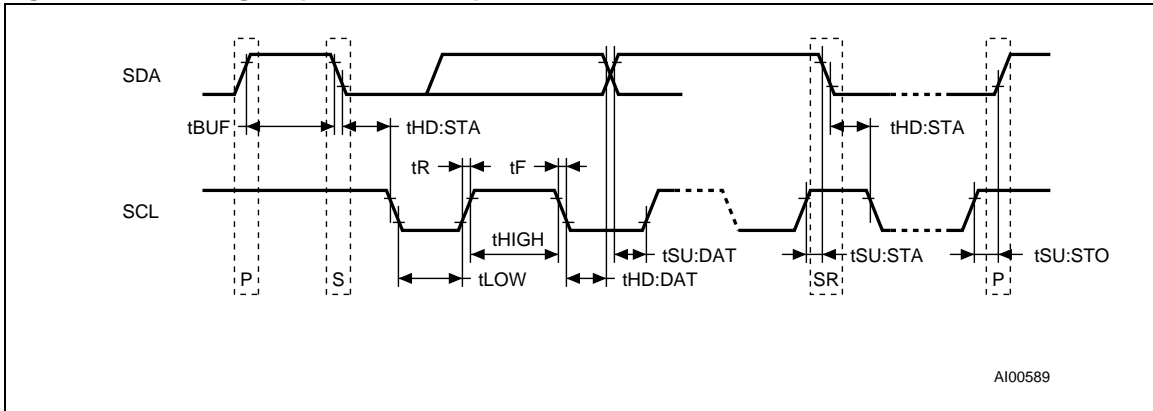 SDA
tBUF
tHD:STA
tHD:STA
tR
tF
SCL
tHIGH
tSU:DAT
tSU:STA
tSU:STO
P
S
tLOW
tHD:DAT
SR
P
AI00589